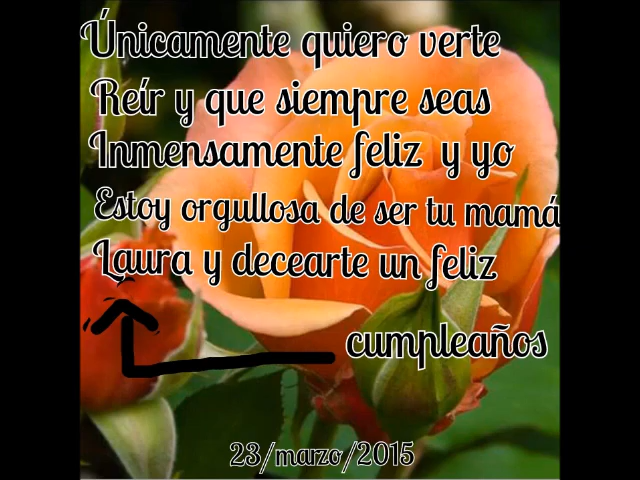 Únicamente quiero verte
Reír y que siempre seas
Inmensamente feliz y yo
Estoy orgullosa de ser tu mamá
Laura y decearte un feliz
cumpleaños
23/marzo/2015